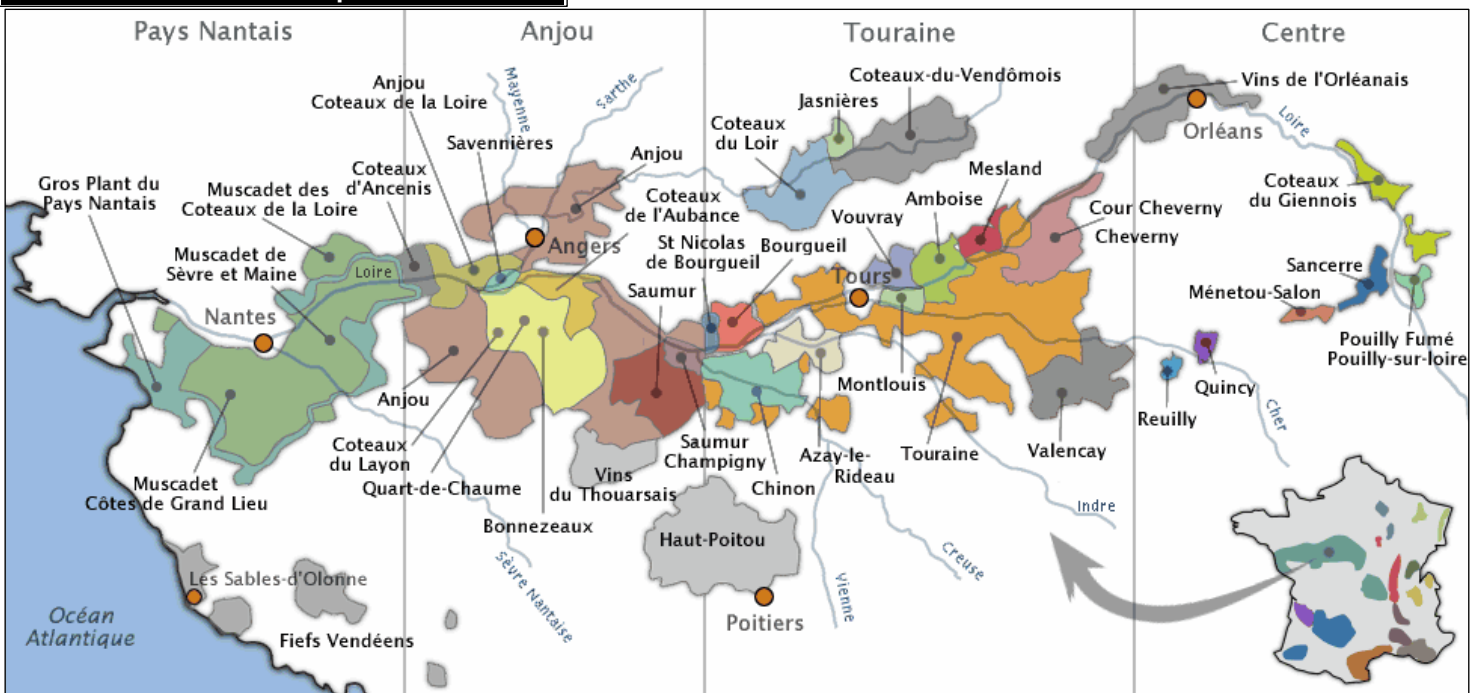 Pays Nantais
Anjou
Touraine
Centre
Anjou
Coteaux de la Loire
Mayenne
Sarthe
Savennières
Anjou
Coteaux
d'Ancenis
Coteaux
de l'Aubance
Gros Plant du
Pays Nantais
Muscadet des
Coteaux de la Loire
Muscadet de
Sèvre et Maine
Loire
Angers
St Nicolas
de Bourgueil
Bourgueil
Saumur
Nantes
Coteaux
du Loir
Jasnières
Coteaux-du-Vendômois
Vouvray
Amboise
Mesland
Cour Cheverny
Cheverny
Tours
Vins de l'Orléanais
Orléans
Loire
Coteaux
du Giennois
Sancerre
Ménetou-Salon
Pouilly Fumé
Pouilly-sur-loire
Quincy
Reuilly
Cher
Anjou
Coteaux
du Layon
Quart-de-Chaume
Bonnezeaux
Muscadet
Côtes de Grand Lieu
Vins
du Thouarsais
Saumur
Champigny
Chinon
Azay-le-
Rideau
Montlouis
Touraine
Valencay
Indre
Creuse
Vienne
Haut-Poitou
Poitiers
Sèvre Nantaise
Les Sables-d'Olonne
Fiefs Vendéens
Océan
Atlantique